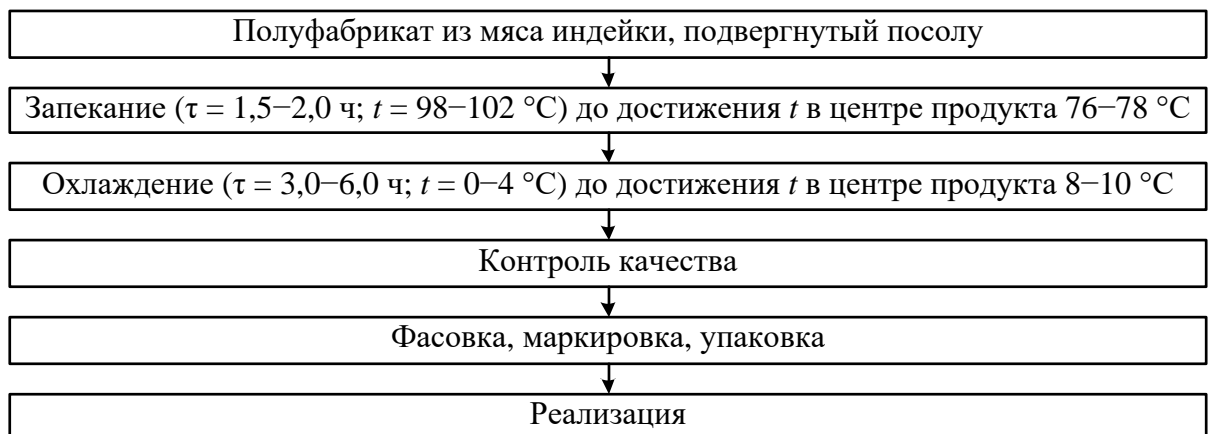 Полуфабрикат из мяса индейки, подвергнутый посолу
Запекание (τ = 1,5−2,0 ч; t = 98−102 °C) до достижения t в центре продукта 76−78 °C
Охлаждение (τ = 3,0−6,0 ч; t = 0−4 °C) до достижения t в центре продукта 8−10 °C
Контроль качества
Фасовка, маркировка, упаковка
Реализация